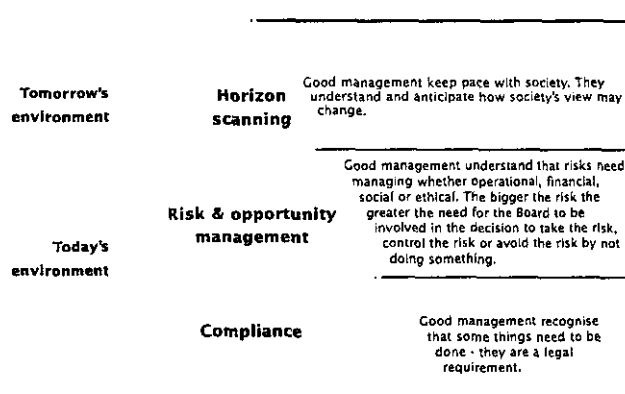 Tomorrow's
environment
Horizon
scanning
Good management keep pace with society. They
understand and anticipate how society's view may
change.
Risk & opportunity
management
Good management understand that risks need
managing whether operational, financial,
social or ethical. The bigger the risk the
greater the need for the Board to be
involved in the decision to take the risk,
control the risk or avoid the risk by not
doing something.
Today's
environment
Compliance
Good management recognise
that some things need to be
done - they are a legal
requirement.